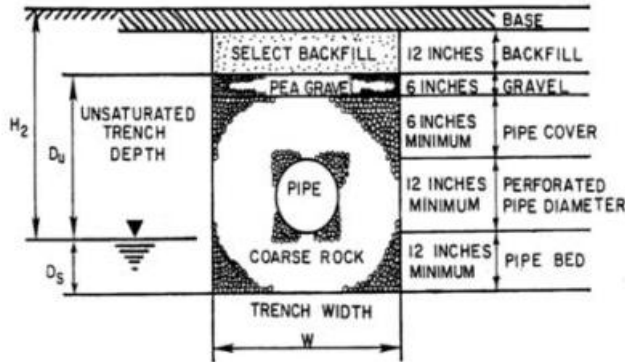 BASE
SELECT BACKFILL
12 INCHES
BACKFILL
PEA GRAVE
6 INCHES
GRAVEL
H2
UNSATURATED
TRENCH
DEPTH
Du
6 INCHES
MINIMUM
PIPE COVER
PIPE
12 INCHES
MINIMUM
PERFORATED
PIPE DIAMETER
Ds
COARSE ROCK
12 INCHES
MINIMUM
PIPE BED
TRENCH WIDTH
W